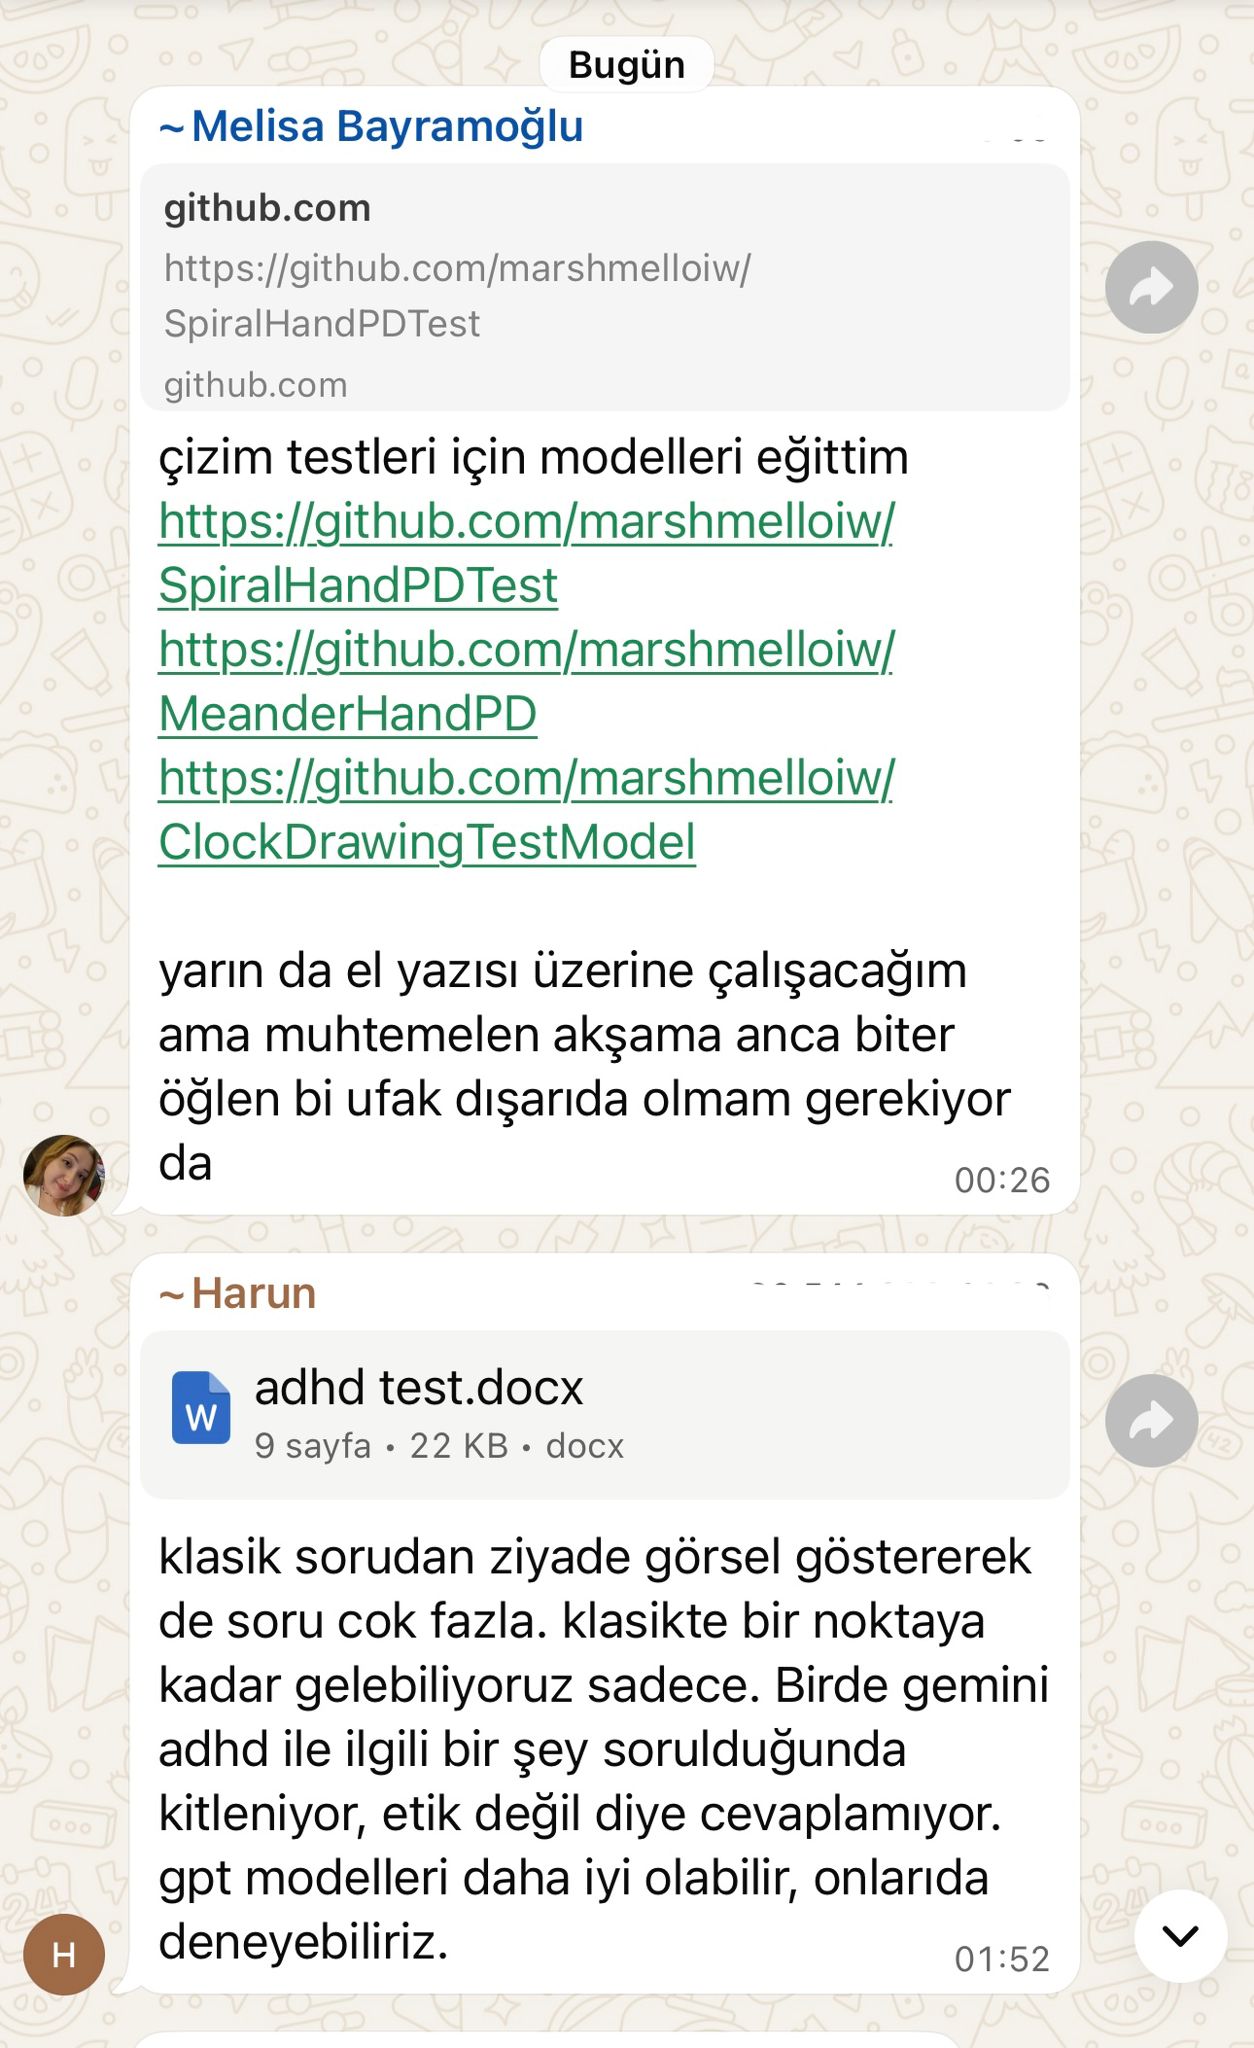 Bugün
~Melisa Bayramoğlu
github.com
https://github.com/marshmelloiw/
SpiralHandPDTest
github.com
çizim testleri için modelleri eğittim
https://github.com/marshmelloiw/
SpiralHandPDTest
https://github.com/marshmelloiw/
MeanderHandPD
https://github.com/marshmelloiw/
ClockDrawingTestModel
yarın da el yazısı üzerine çalışacağım
ama muhtemelen akşama anca biter
öğlen bi ufak dışarıda olmam gerekiyor
da
00:26
~Harun
W
adhd test.docx
9 sayfa • 22 KB • docx
klasik sorudan ziyade görsel göstererek
de soru cok fazla. klasikte bir noktaya
kadar gelebiliyoruz sadece. Birde gemini
adhd ile ilgili bir şey sorulduğunda
kitleniyor, etik değil diye cevaplamıyor.
gpt modelleri daha iyi olabilir, onlarıda
deneyebiliriz.
H
01:52